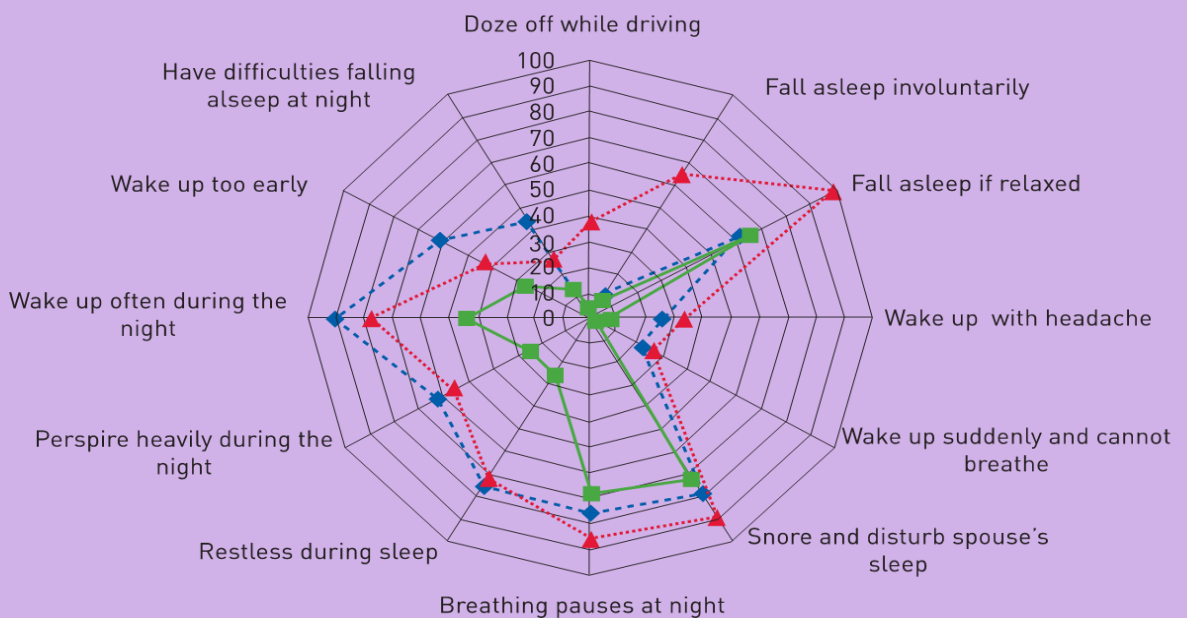 Doze off while driving
Have difficulties falling
alseep at night
Fall asleep involuntarily
Wake up too early
Fall asleep if relaxed
Wake up often during the
night
Wake up with headache
Perspire heavily during the
night
Wake up suddenly and cannot
breathe
Restless during sleep
Snore and disturb spouse's
sleep
Breathing pauses at night
100
90
80
70
60
50
40
30
20
10
0